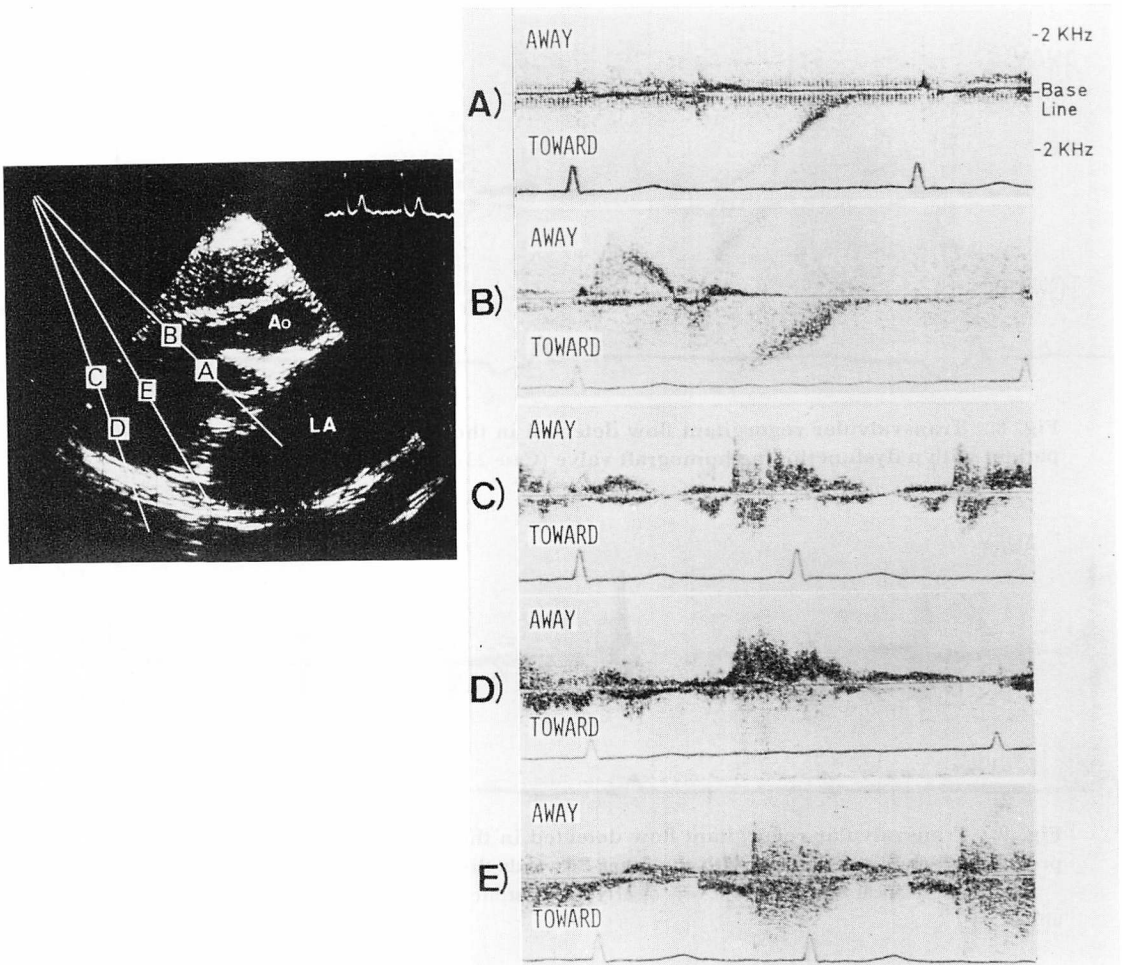 B
A
Ao
C
E
D
LA
A)
AWAY
TOWARD
-2 KHz
-Base
Line
-2 KHz
B)
AWAY
TOWARD
C)
AWAY
TOWARD
D)
AWAY
TOWARD
E)
AWAY
TOWARD